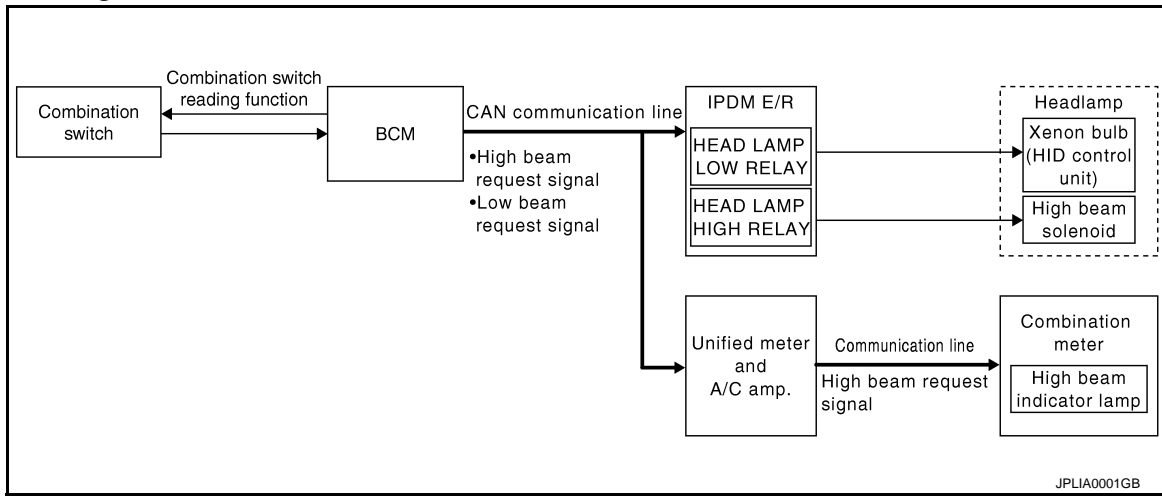 Combination switch
reading function
Combination
switch
BCM
CAN communication line
•High beam
request signal
•Low beam
request signal
IPDM E/R
HEAD LAMP
LOW RELAY
HEAD LAMP
HIGH RELAY
Headlamp
Xenon bulb
(HID control
unit)
High beam
solenoid
Unified meter
and
A/C amp.
Communication line
High beam request
signal
Combination
meter
High beam
indicator lamp
JPLIA0001GB